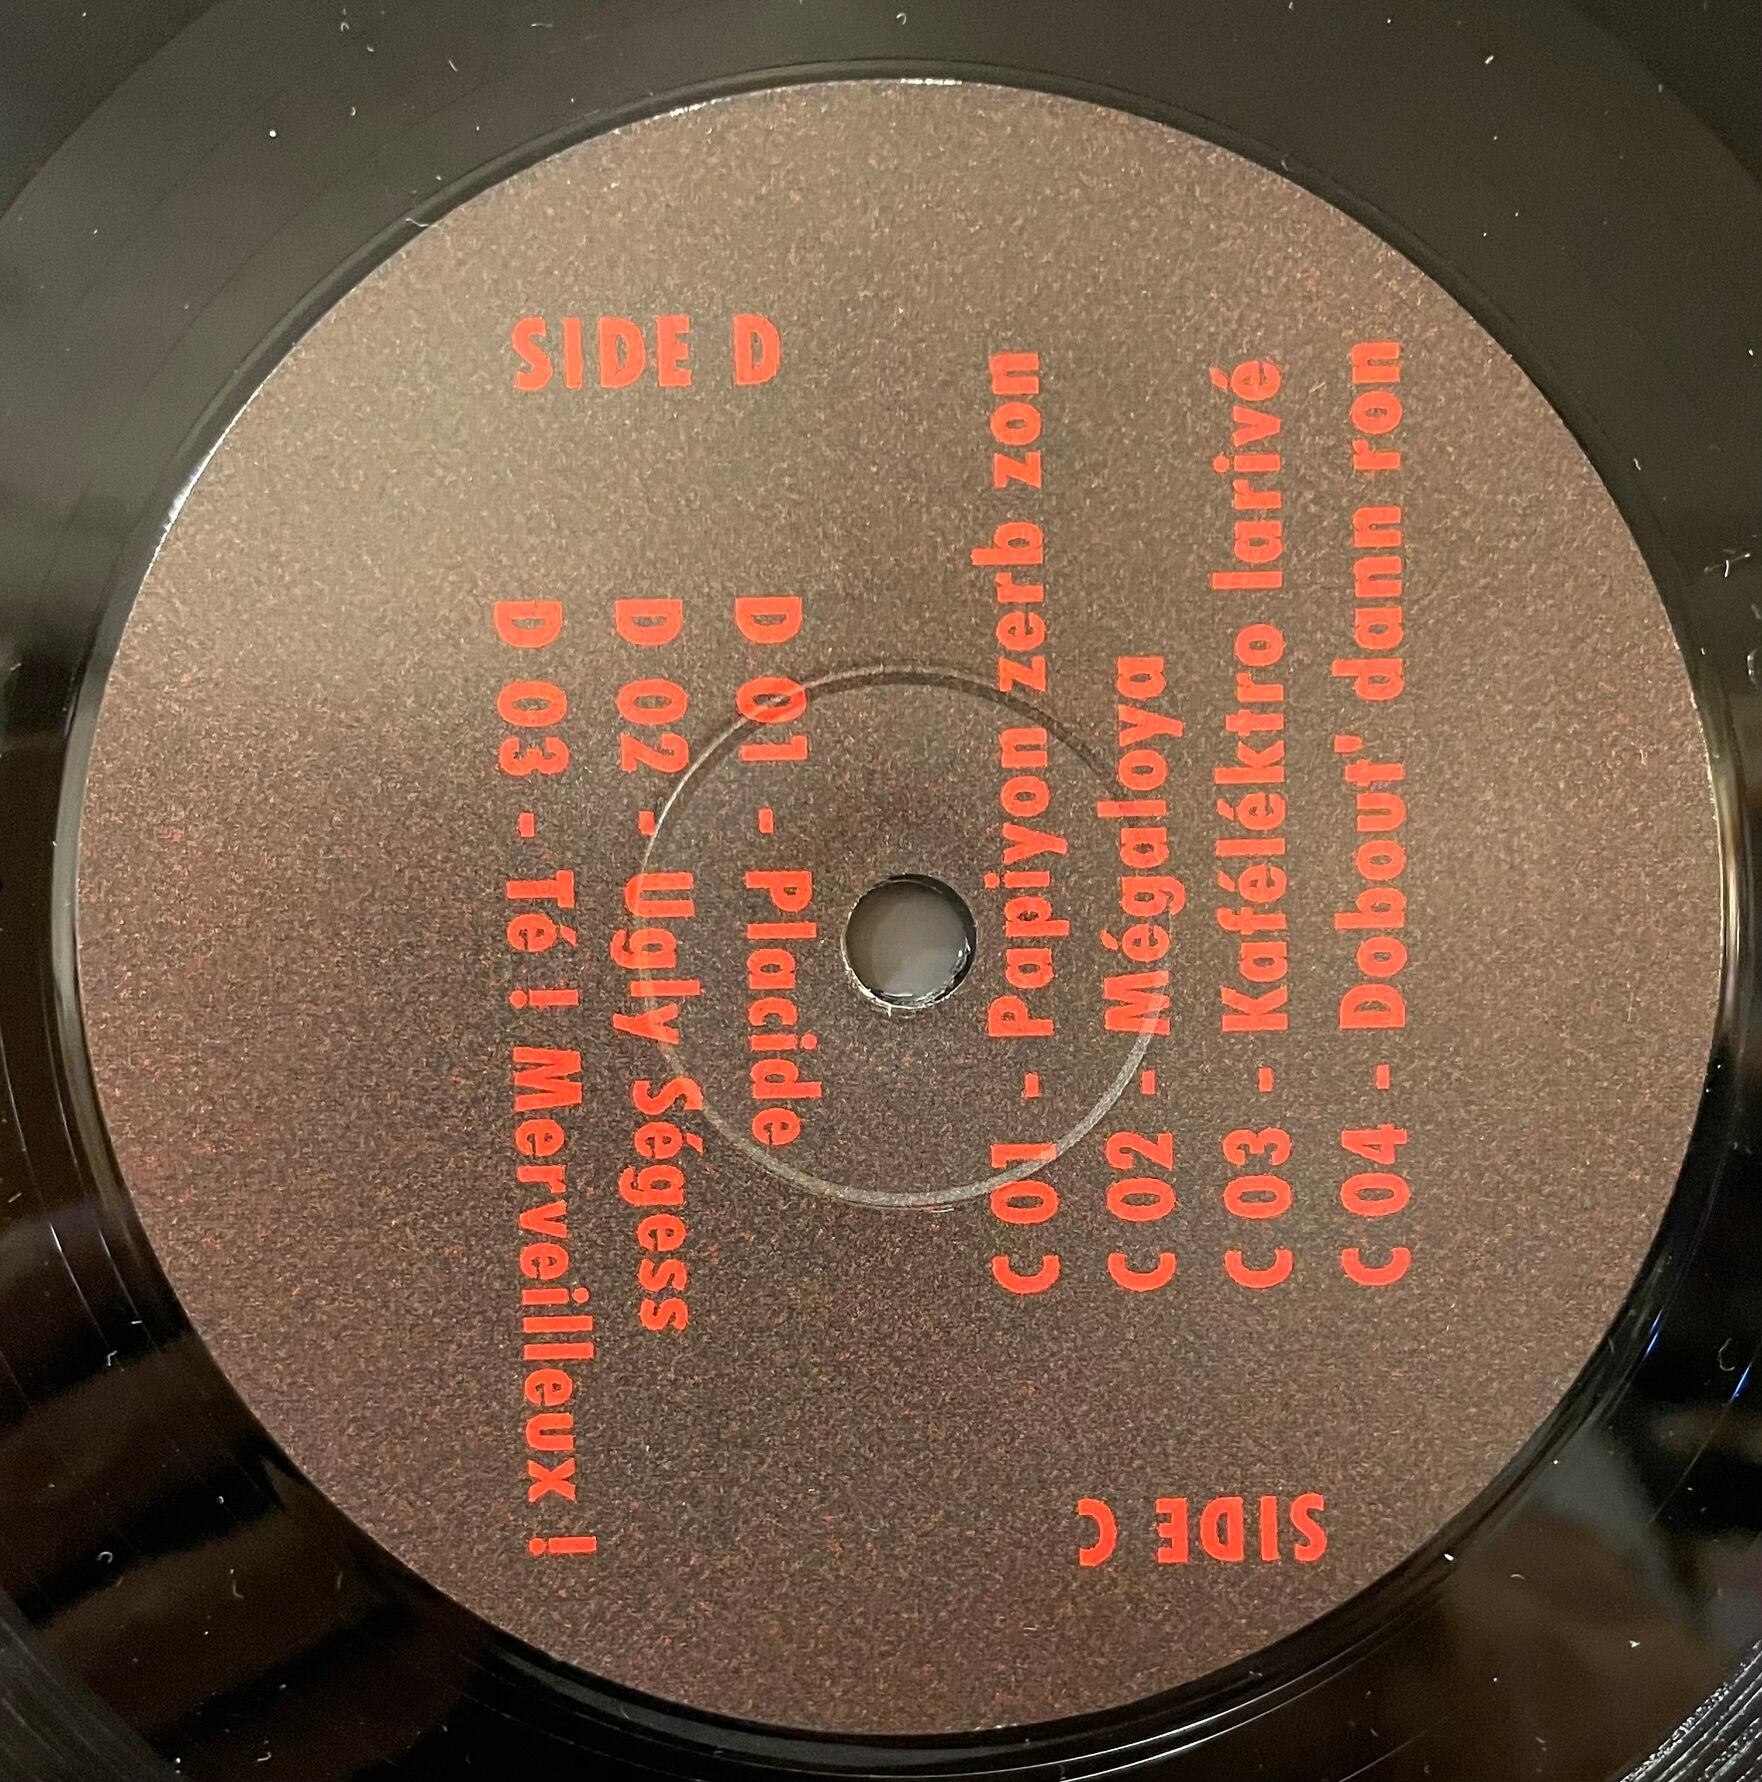 SIDE C
C 01 - Papiyon zerb zon
C 02 - Mégaloya
C 03 - Kaféléktro larivé
C 04 - Dobout' dann ron
SIDE D
D 01 - Placide
D 02 - Ugly Ségess
D 03 - Té ! Merveilleux !